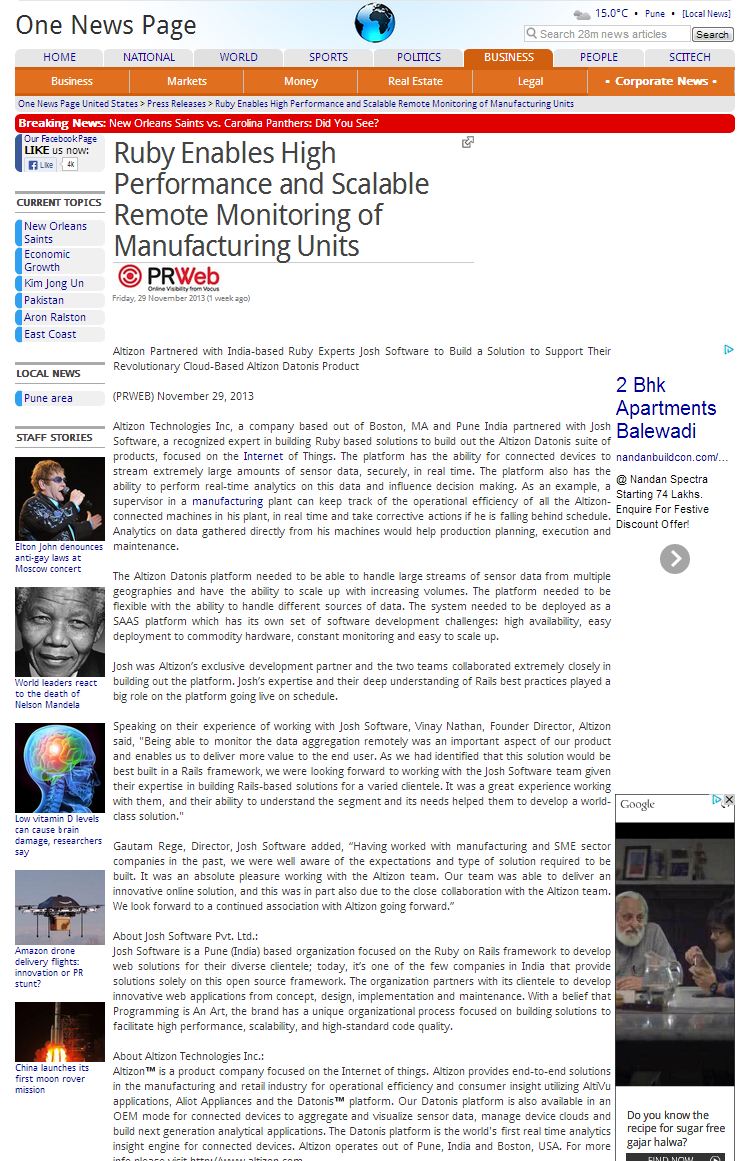 One News Page
15.0°C • Pune • [Local News]
Search 28m news articles
Search
HOME
NATIONAL
WORLD
SPORTS
POLITICS
BUSINESS
PEOPLE
SCITECH
Business
Markets
Money
Real Estate
Legal
• Corporate News •
One News Page United States > Press Releases > Ruby Enables High Performance and Scalable Remote Monitoring of Manufacturing Units
Breaking News: New Orleans Saints vs. Carolina Panthers: Did You See?
Our Facebook Page
LIKE us now:
Like
4k
CURRENT TOPICS
New Orleans
Saints
Economic
Growth
Kim Jong Un
Pakistan
Aron Ralston
East Coast
LOCAL NEWS
Pune area
STAFF STORIES
Elton John denounces
anti-gay laws at
Moscow concert
World leaders react
to the death of
Nelson Mandela
Low vitamin D levels
can cause brain
damage, researchers
say
Amazon drone
delivery flights:
innovation or PR
stunt?
China launches its
first moon rover
mission
Ruby Enables High
Performance and Scalable
Remote Monitoring of
Manufacturing Units
PRWeb
Online Visibility from Vocus
Friday, 29 November 2013 (1 week ago)
Altizon Partnered with India-based Ruby Experts Josh Software to Build a Solution to Support Their
Revolutionary Cloud-Based Altizon Datonis Product
(PRWEB) November 29, 2013
Altizon Technologies Inc, a company based out of Boston, MA and Pune India partnered with Josh
Software, a recognized expert in building Ruby based solutions to build out the Altizon Datonis suite of
products, focused on the Internet of Things. The platform has the ability for connected devices to
stream extremely large amounts of sensor data, securely, in real time. The platform also has the
ability to perform real-time analytics on this data and influence decision making. As an example, a
supervisor in a manufacturing plant can keep track of the operational efficiency of all the Altizon-
connected machines in his plant, in real time and take corrective actions if he is falling behind schedule.
Analytics on data gathered directly from his machines would help production planning, execution and
maintenance.
The Altizon Datonis platform needed to be able to handle large streams of sensor data from multiple
geographies and have the ability to scale up with increasing volumes. The platform needed to be
flexible with the ability to handle different sources of data. The system needed to be deployed as a
SAAS platform which has its own set of software development challenges: high availability, easy
deployment to commodity hardware, constant monitoring and easy to scale up.
Josh was Altizon's exclusive development partner and the two teams collaborated extremely closely in
building out the platform. Josh's expertise and their deep understanding of Rails best practices played a
big role on the platform going live on schedule.
Speaking on their experience of working with Josh Software, Vinay Nathan, Founder Director, Altizon
said, "Being able to monitor the data aggregation remotely was an important aspect of our product
and enables us to deliver more value to the end user. As we had identified that this solution would be
best built in a Rails framework, we were looking forward to working with the Josh Software team given
their expertise in building Rails-based solutions for a varied clientele. It was a great experience working
with them, and their ability to understand the segment and its needs helped them to develop a world-
class solution."
Gautam Rege, Director, Josh Software added, “Having worked with manufacturing and SME sector
companies in the past, we were well aware of the expectations and type of solution required to be
built. It was an absolute pleasure working with the Altizon team. Our team was able to deliver an
innovative online solution, and this was in part also due to the close collaboration with the Altizon team.
We look forward to a continued association with Altizon going forward.”
About Josh Software Pvt. Ltd.:
Josh Software is a Pune (India) based organization focused on the Ruby on Rails framework to develop
web solutions for their diverse clientele; today, it's one of the few companies in India that provide
solutions solely on this open source framework. The organization partners with its clientele to develop
innovative web applications from concept, design, implementation and maintenance. With a belief that
Programming is An Art, the brand has a unique organizational process focused on building solutions to
facilitate high performance, scalability, and high-standard code quality.
About Altizon Technologies Inc.:
Altizon™ is a product company focused on the Internet of things. Altizon provides end-to-end solutions
in the manufacturing and retail industry for operational efficiency and consumer insight utilizing AltiVu
applications, Aliot Appliances and the Datonis™ platform. Our Datonis platform is also available in an
OEM mode for connected devices to aggregate and visualize sensor data, manage device clouds and
build next generation analytical applications. The Datonis platform is the world's first real time analytics
insight engine for connected devices. Altizon operates out of Pune, India and Boston, USA. For more
info please visit http://www.altizon.com
2 Bhk
Apartments
Balewadi
nandanbuildcon.com/...
@ Nandan Spectra
Starting 74 Lakhs.
Enquire For Festive
Discount Offer!
Google
Do you know the
recipe for sugar free
gajar halwa?
FIND NOW